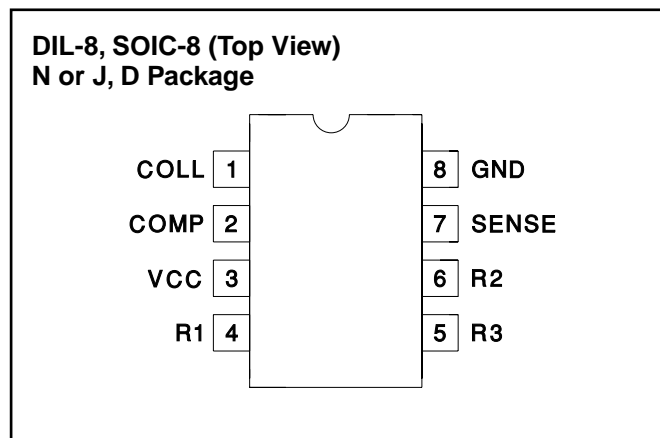 DIL-8, SOIC-8 (Top View)
N or J, D Package
COLL 1 8 GND
COMP 2 7 SENSE
VCC 3 6 R2
R1 4 5 R3